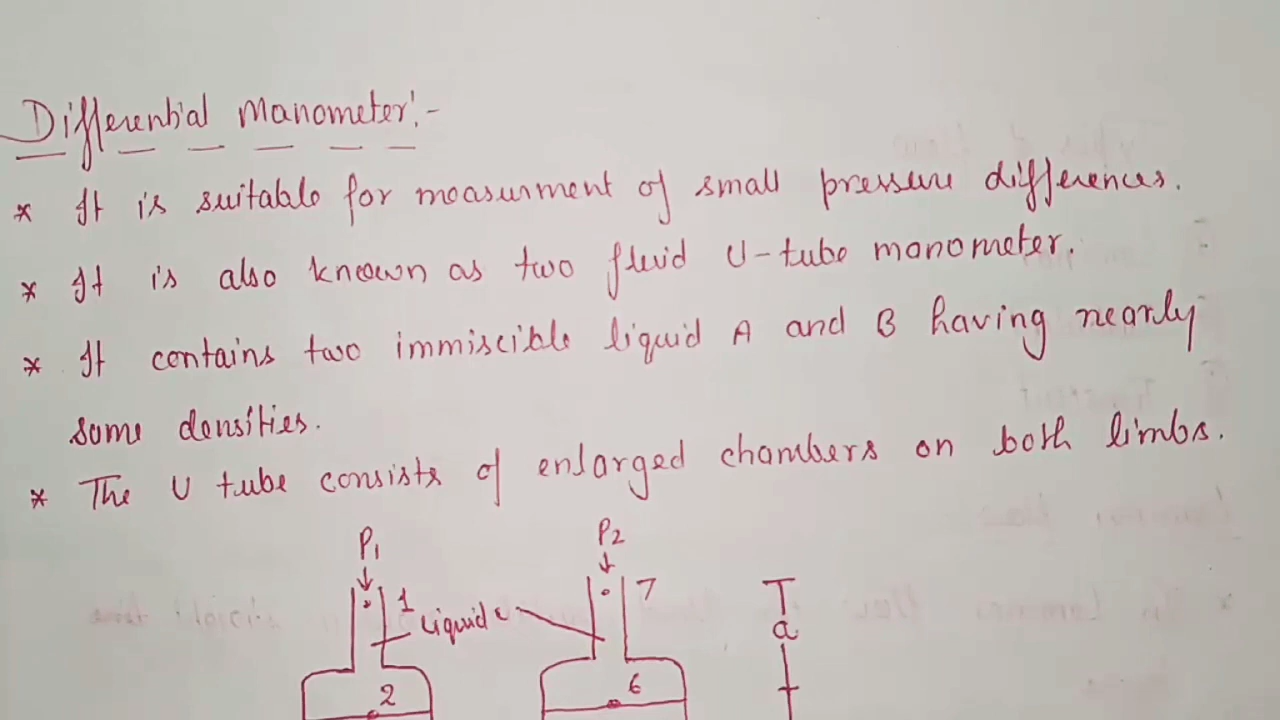 Differential Manometer:-
* It is suitable for measurment of small pressure differences.
* It is also known as two fluid U-tube manometer.
* It contains two immiscible liquid A and B having nearly
same densities.
* The U tube consists of enlarged chambers on both limbs.
P1 P2
1 7
Liquid c
a
2 6